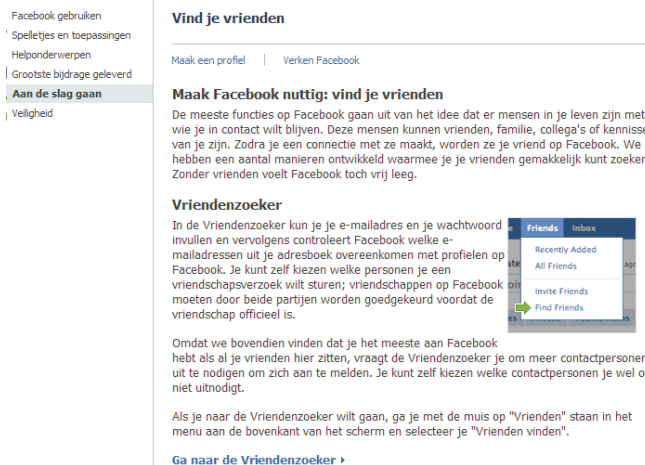 Facebook gebruiken
Spelletjes en toepassingen
Helponderwerpen
Grootste bijdrage geleverd
Aan de slag gaan
Veiligheid
Vind je vrienden
Maak een profiel | Verken Facebook
Maak Facebook nuttig: vind je vrienden
De meeste functies op Facebook gaan uit van het idee dat er mensen in je leven zijn met
wie je in contact wilt blijven. Deze mensen kunnen vrienden, familie, collega's of kennisse
van je zijn. Zodra je een connectie met ze maakt, worden ze je vriend op Facebook. We
hebben een aantal manieren ontwikkeld waarmee je je vrienden gemakkelijk kunt zoeken
Zonder vrienden voelt Facebook toch vrij leeg.
Vriendenzoeker
In de Vriendenzoeker kun je je e-mailadres en je wachtwoord
invullen en vervolgens controleert Facebook welke e-
mailadressen uit je adresboek overeenkomen met profielen op
Facebook. Je kunt zelf kiezen welke personen je een
vriendschapsverzoek wilt sturen; vriendschappen op Facebook
moeten door beide partijen worden goedgekeurd voordat de
vriendschap officieel is.
Friends Inbox
Recently Added
All Friends
ago
Invite Friends
Find Friends
Omdat we bovendien vinden dat je het meeste aan Facebook
hebt als al je vrienden hier zitten, vraagt de Vriendenzoeker je om meer contactpersonen
uit te nodigen om zich aan te melden. Je kunt zelf kiezen welke contactpersonen je wel o
niet uitnodigt.
Als je naar de Vriendenzoeker wilt gaan, ga je met de muis op "Vrienden" staan in het
menu aan de bovenkant van het scherm en selecteer je "Vrienden vinden".
Ga naar de Vriendenzoeker